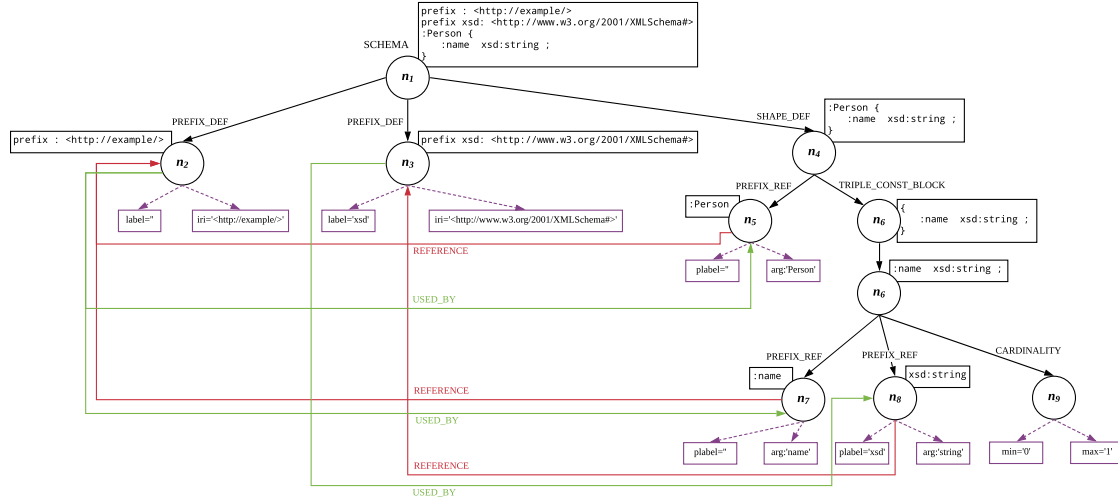 prefix : <http://example/>
prefix xsd: <http://www.w3.org/2001/XMLSchema#>
:Person {
:name xsd:string ;
}
SCHEMA
n1
PREFIX_DEF
PREFIX_DEF
SHAPE_DEF
:Person {
:name xsd:string ;
}
prefix : <http://example/>
n2
prefix xsd: <http://www.w3.org/2001/XMLSchema#>
n3
n4
label=''
iri='<http://example/>'
label='xsd'
iri='<http://www.w3.org/2001/XMLSchema#>'
PREFIX_REF
TRIPLE_CONST_BLOCK
:Person
n5
n6
{
:name xsd:string ;
}
REFERENCE
plabel=''
arg:'Person'
:name xsd:string ;
n6
USED_BY
PREFIX_REF
PREFIX_REF
CARDINALITY
:name
n7
xsd:string
n8
n9
REFERENCE
USED_BY
plabel=''
arg:'name'
plabel='xsd'
arg:'string'
min='0'
max='1'
REFERENCE
USED_BY